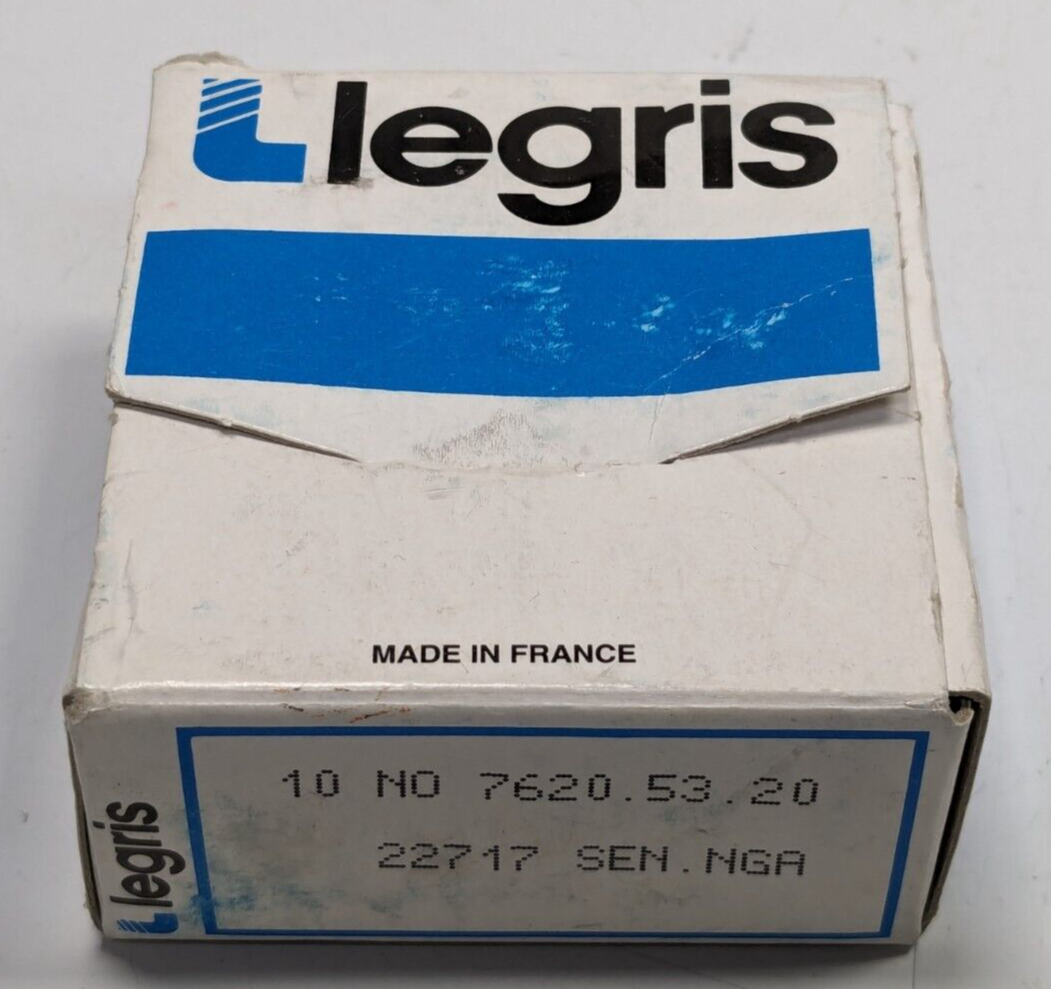 legris
MADE IN FRANCE
10 NO 7620.53.20
22717 SEN.NGA
legris